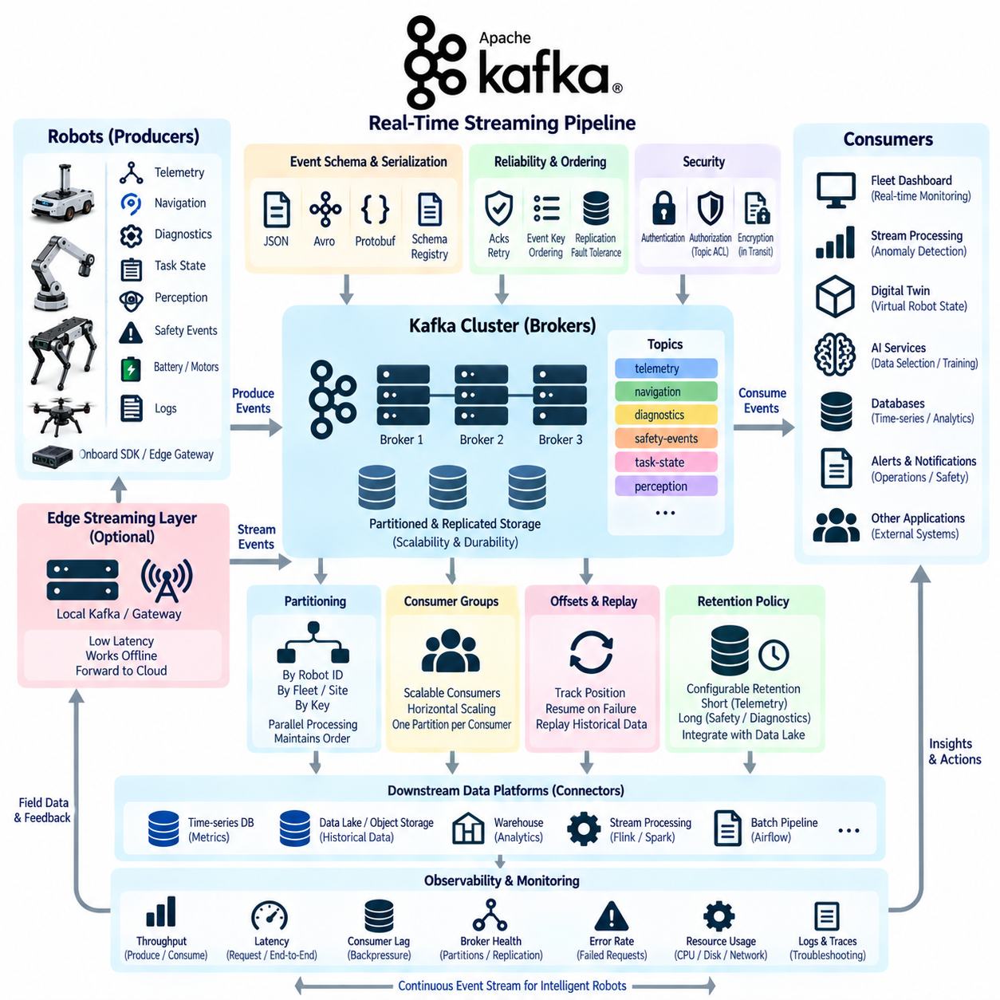 Apache
kafka®
Real-Time Streaming Pipeline
Robots (Producers)
Telemetry
Navigation
Diagnostics
Task State
Perception
Safety Events
Battery / Motors
Logs
Onboard SDK / Edge Gateway
Event Schema & Serialization
JSON
Avro
Protobuf
Schema
Registry
Reliability & Ordering
Acks
Retry
Event Key
Ordering
Replication
Fault Tolerance
Security
Authentication
Authorization
(Topic ACL)
Encryption
(in Transit)
Consumers
Fleet Dashboard
(Real-time Monitoring)
Stream Processing
(Anomaly Detection)
Digital Twin
(Virtual Robot State)
AI Services
(Data Selection / Training)
Databases
(Time-series / Analytics)
Alerts & Notifications
(Operations / Safety)
Other Applications
(External Systems)
Produce
Events
Kafka Cluster (Brokers)
Broker 1
Broker 2
Broker 3
Partitioned & Replicated Storage
(Scalability & Durability)
Topics
telemetry
navigation
diagnostics
safety-events
task-state
perception
...
Consume
Events
Edge Streaming Layer
(Optional)
Local Kafka / Gateway
Low Latency
Works Offline
Forward to Cloud
Stream
Events
Partitioning
By Robot ID
By Fleet / Site
By Key
Parallel Processing
Maintains Order
Consumer Groups
Scalable Consumers
Horizontal Scaling
One Partition per Consumer
Offsets & Replay
Track Position
Resume on Failure
Replay Historical Data
Retention Policy
Configurable Retention
Short (Telemetry)
Long (Safety / Diagnostics)
Integrate with Data Lake
Insights
& Actions
Field Data
& Feedback
Downstream Data Platforms (Connectors)
Time-series DB
(Metrics)
Data Lake / Object Storage
(Historical Data)
Warehouse
(Analytics)
Stream Processing
(Flink / Spark)
Batch Pipeline
(Airflow)
...
Observability & Monitoring
Throughput
(Produce / Consume)
Latency
(Request / End-to-End)
Consumer Lag
(Backpressure)
Broker Health
(Partitions / Replication)
Error Rate
(Failed Requests)
Resource Usage
(CPU / Disk / Network)
Logs & Traces
(Troubleshooting)
Continuous Event Stream for Intelligent Robots